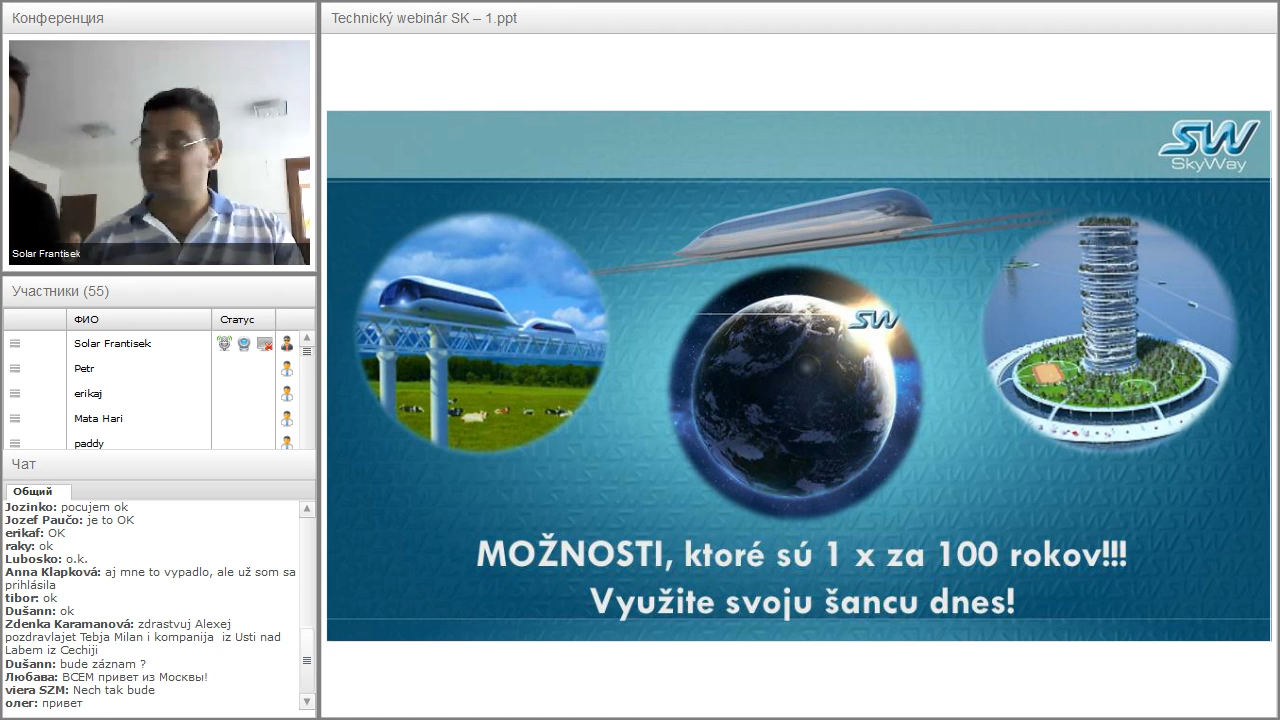 Конференция
Solar Frantisek
Участники (55)
ФИО
Статус
Solar Frantisek
Petr
erikaj
Mata Hari
paddy
Чат
Общий
Jozinko: pocujem ok
Jozef Paučo: je to OK
erikaf: OK
raky: ok
Lubosko: o.k.
Anna Klapková: aj mne to vypadlo, ale už som sa
prihlásila
tibor: ok
Dušann: ok
Zdenka Karamanová: zdrastvuj Alexej
pozdravlajet Tebja Milan i kompanija iz Usti nad
Labem iz Cechiji
Dušann: bude záznam ?
Любава: ВСЕМ привет из Москвы!
viera SZM: Nech tak bude
олег: привет
Technický webinár SK – 1.ppt
SW
SkyWay
SW
MOŽNOSTI, ktoré sú 1 x za 100 rokov!!!
Využite svoju šancu dnes!